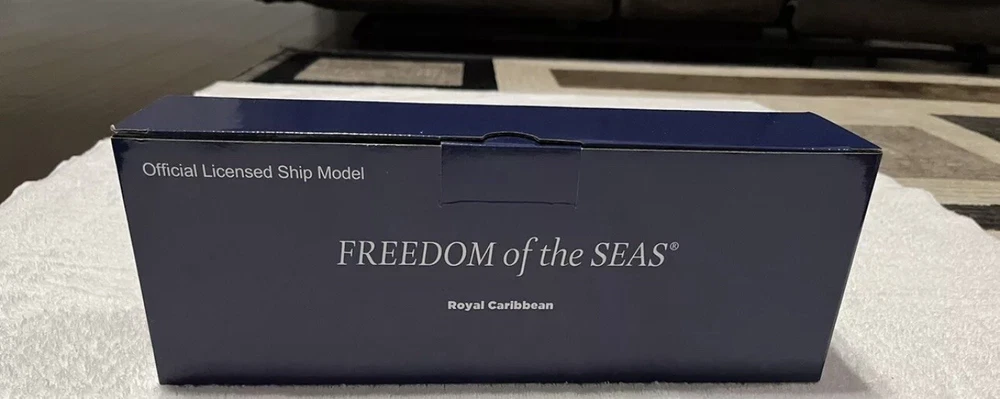 Official Licensed Ship Model
FREEDOM of the SEAS®
Royal Caribbean